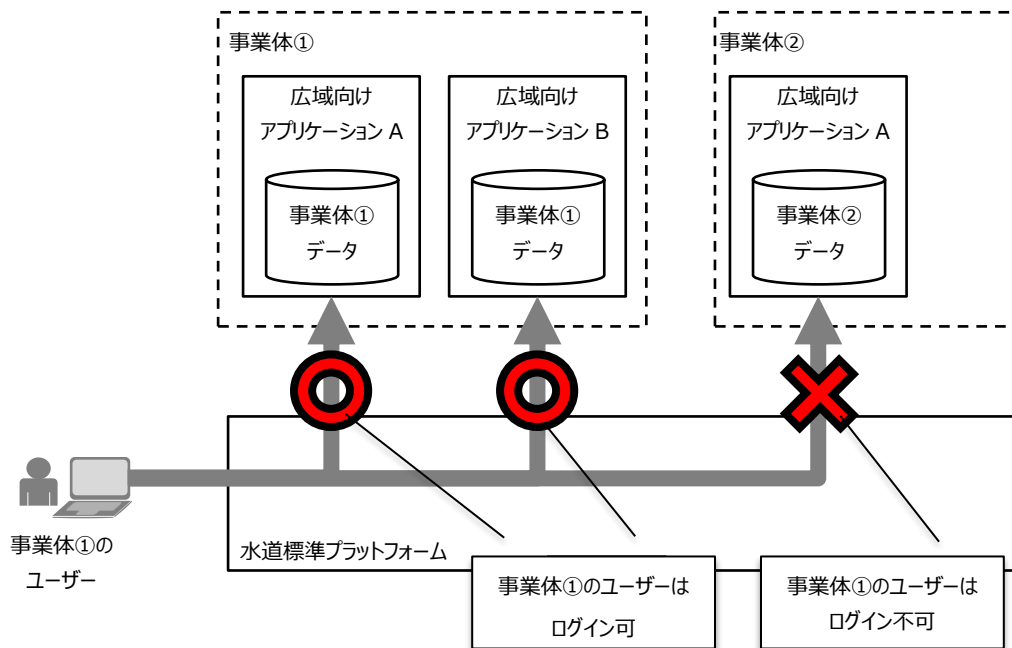 事業体①
広域向け
アプリケーション A
事業体①
データ
広域向け
アプリケーション B
事業体①
データ
事業体②
広域向け
アプリケーション A
事業体②
データ
事業体①の
ユーザー
水道標準プラットフォーム
事業体①のユーザーは
ログイン可
事業体①のユーザーは
ログイン不可